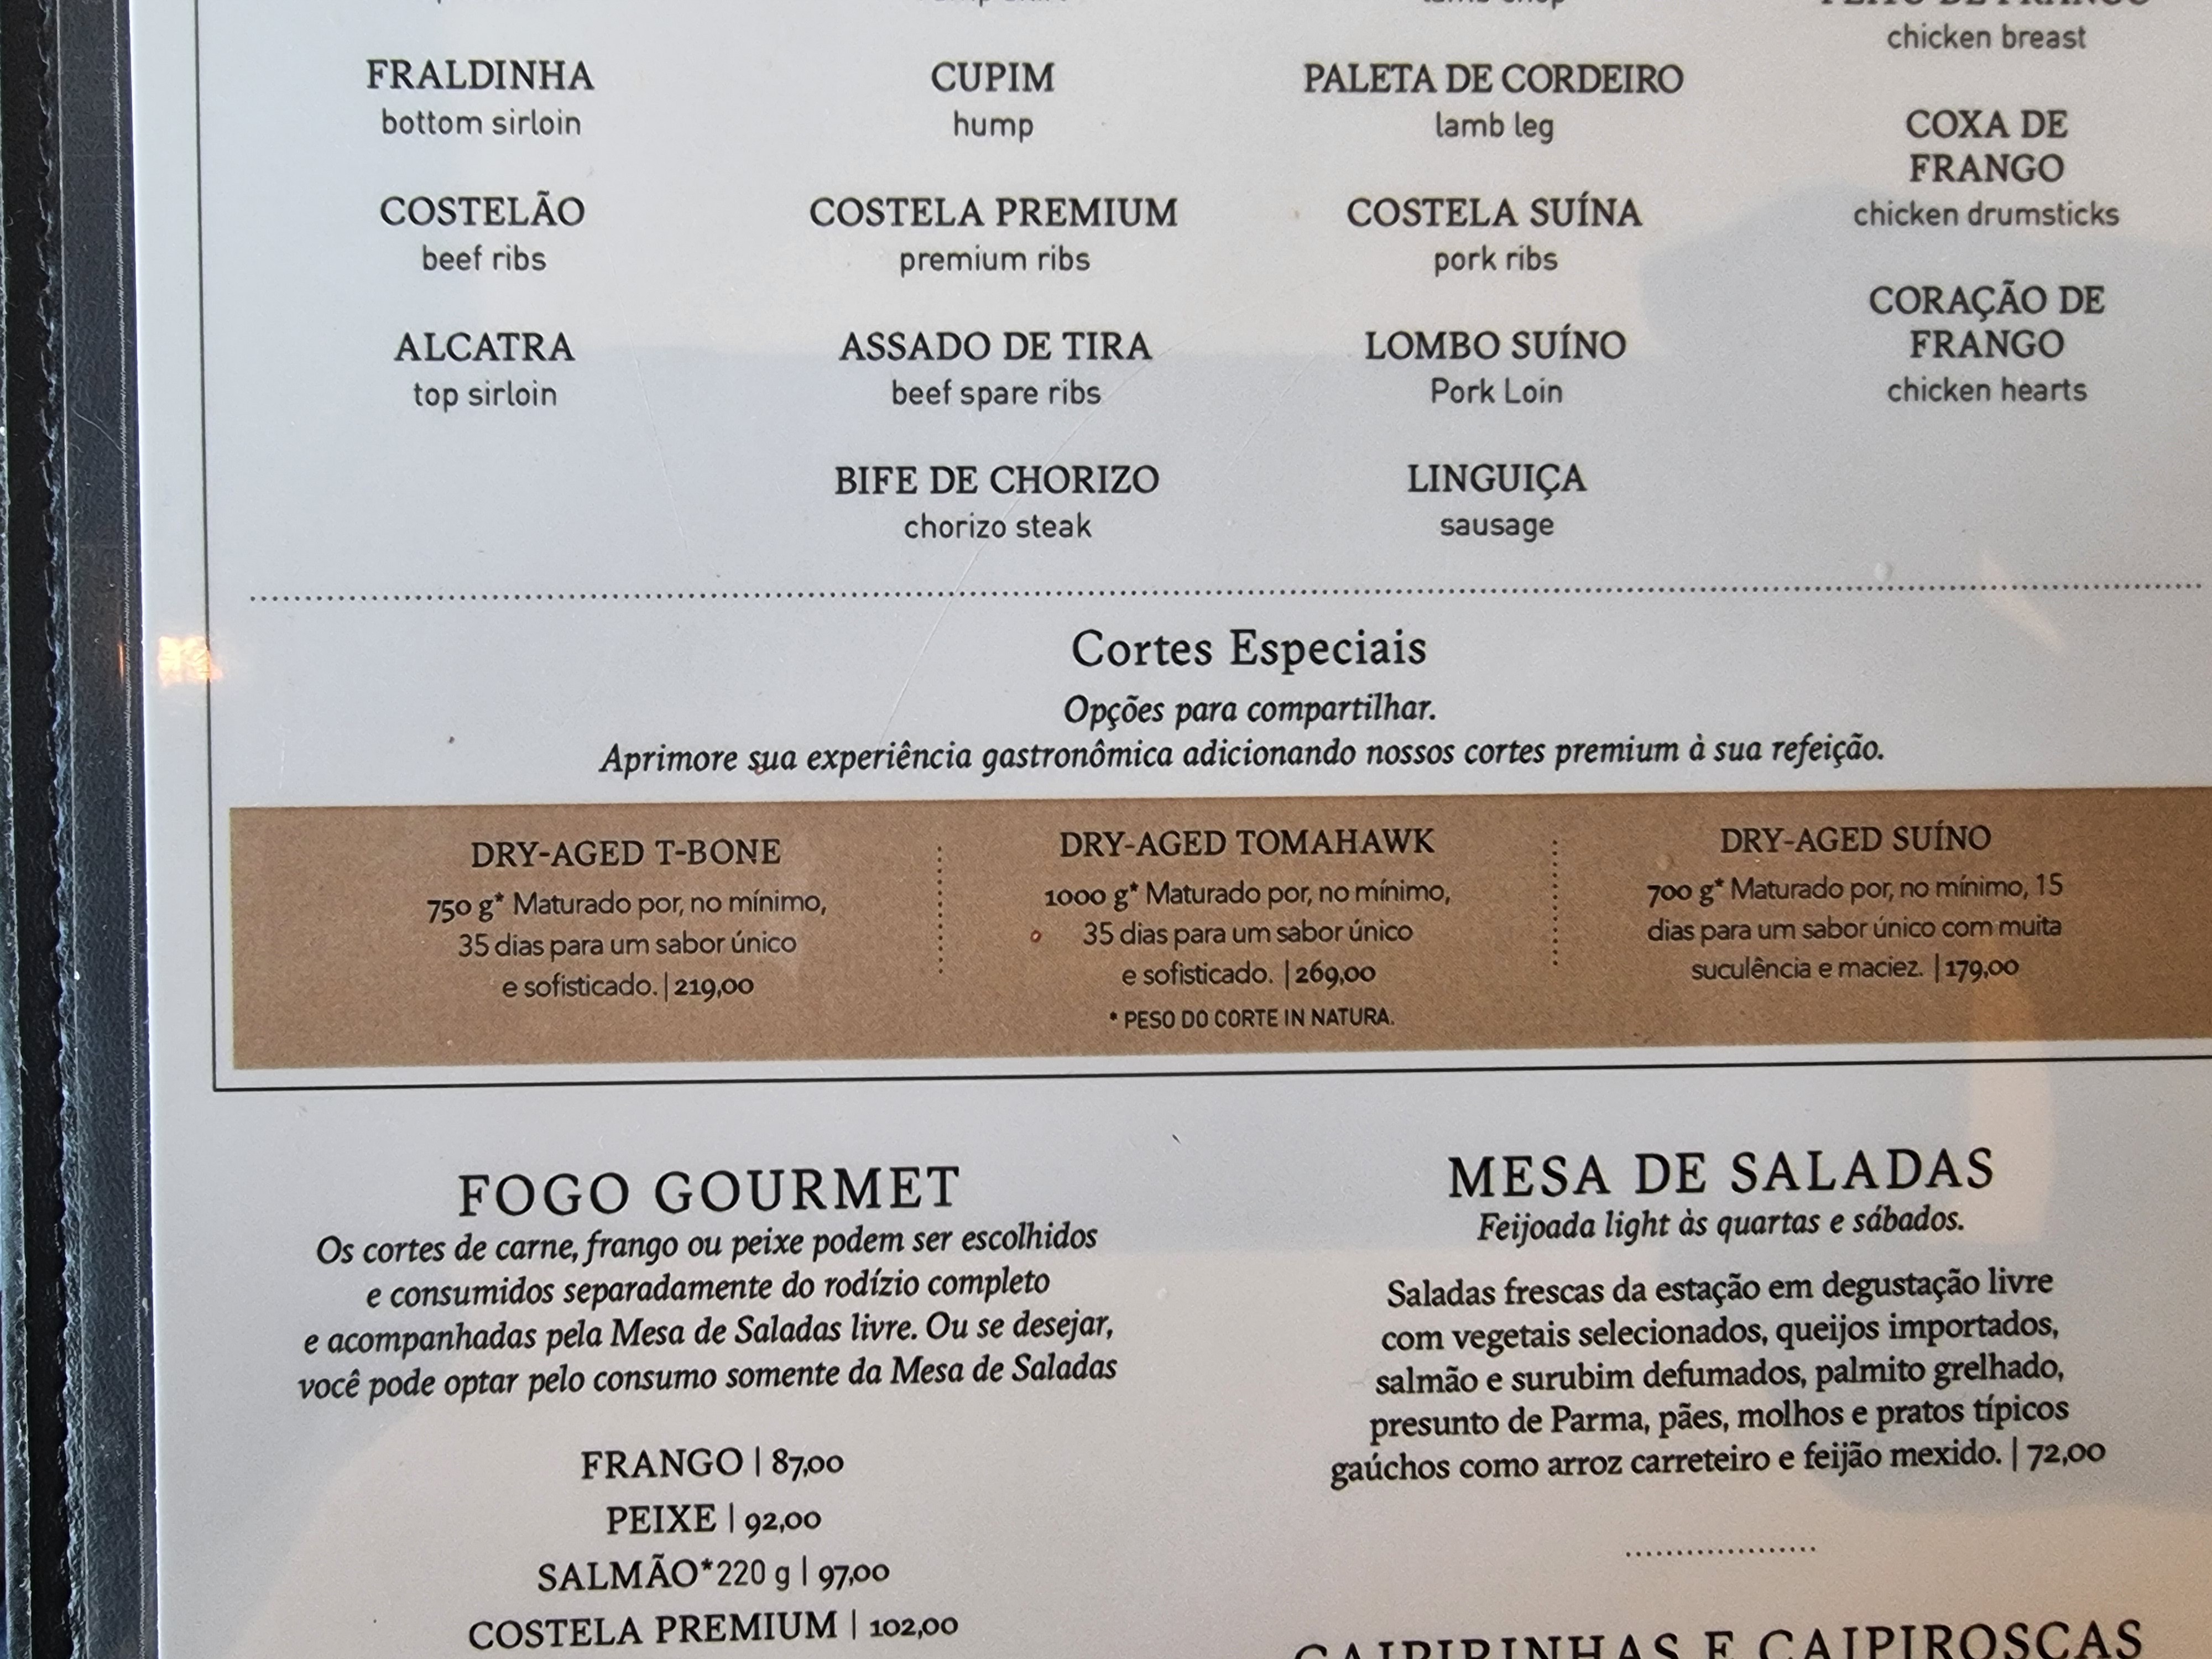 chicken breast
FRALDINHA
bottom sirloin
CUPIM
hump
PALETA DE CORDEIRO
lamb leg
COXA DE
FRANGO
chicken drumsticks
COSTELÃO
beef ribs
COSTELA PREMIUM
premium ribs
COSTELA SUÍNA
pork ribs
CORAÇÃO DE
FRANGO
chicken hearts
ALCATRA
top sirloin
ASSADO DE TIRA
beef spare ribs
LOMBO SUÍNO
Pork Loin
BIFE DE CHORIZO
chorizo steak
LINGUIÇA
sausage
Cortes Especiais
Opções para compartilhar.
Aprimore sua experiência gastronômica adicionando nossos cortes premium à sua refeição.
DRY-AGED T-BONE
750 g* Maturado por, no mínimo,
35 dias para um sabor único
e sofisticado. | 219,00
DRY-AGED TOMAHAWK
1000 g* Maturado por, no mínimo,
35 dias para um sabor único
e sofisticado. | 269,00
* PESO DO CORTE IN NATURA.
DRY-AGED SUÍNO
700 g* Maturado por, no mínimo, 15
dias para um sabor único com muita
suculência e maciez. | 179,00
FOGO GOURMET
Os cortes de carne, frango ou peixe podem ser escolhidos
e consumidos separadamente do rodízio completo
e acompanhadas pela Mesa de Saladas livre. Ou se desejar,
você pode optar pelo consumo somente da Mesa de Saladas
FRANGO | 87,00
PEIXE | 92,00
SALMÃO*220 g | 97,00
COSTELA PREMIUM | 102,00
MESA DE SALADAS
Feijoada light às quartas e sábados.
Saladas frescas da estação em degustação livre
com vegetais selecionados, queijos importados,
salmão e surubim defumados, palmito grelhado,
presunto de Parma, pães, molhos e pratos típicos
gaúchos como arroz carreteiro e feijão mexido. | 72,00
CAIPIRINHAS E CAIPIROSCAS